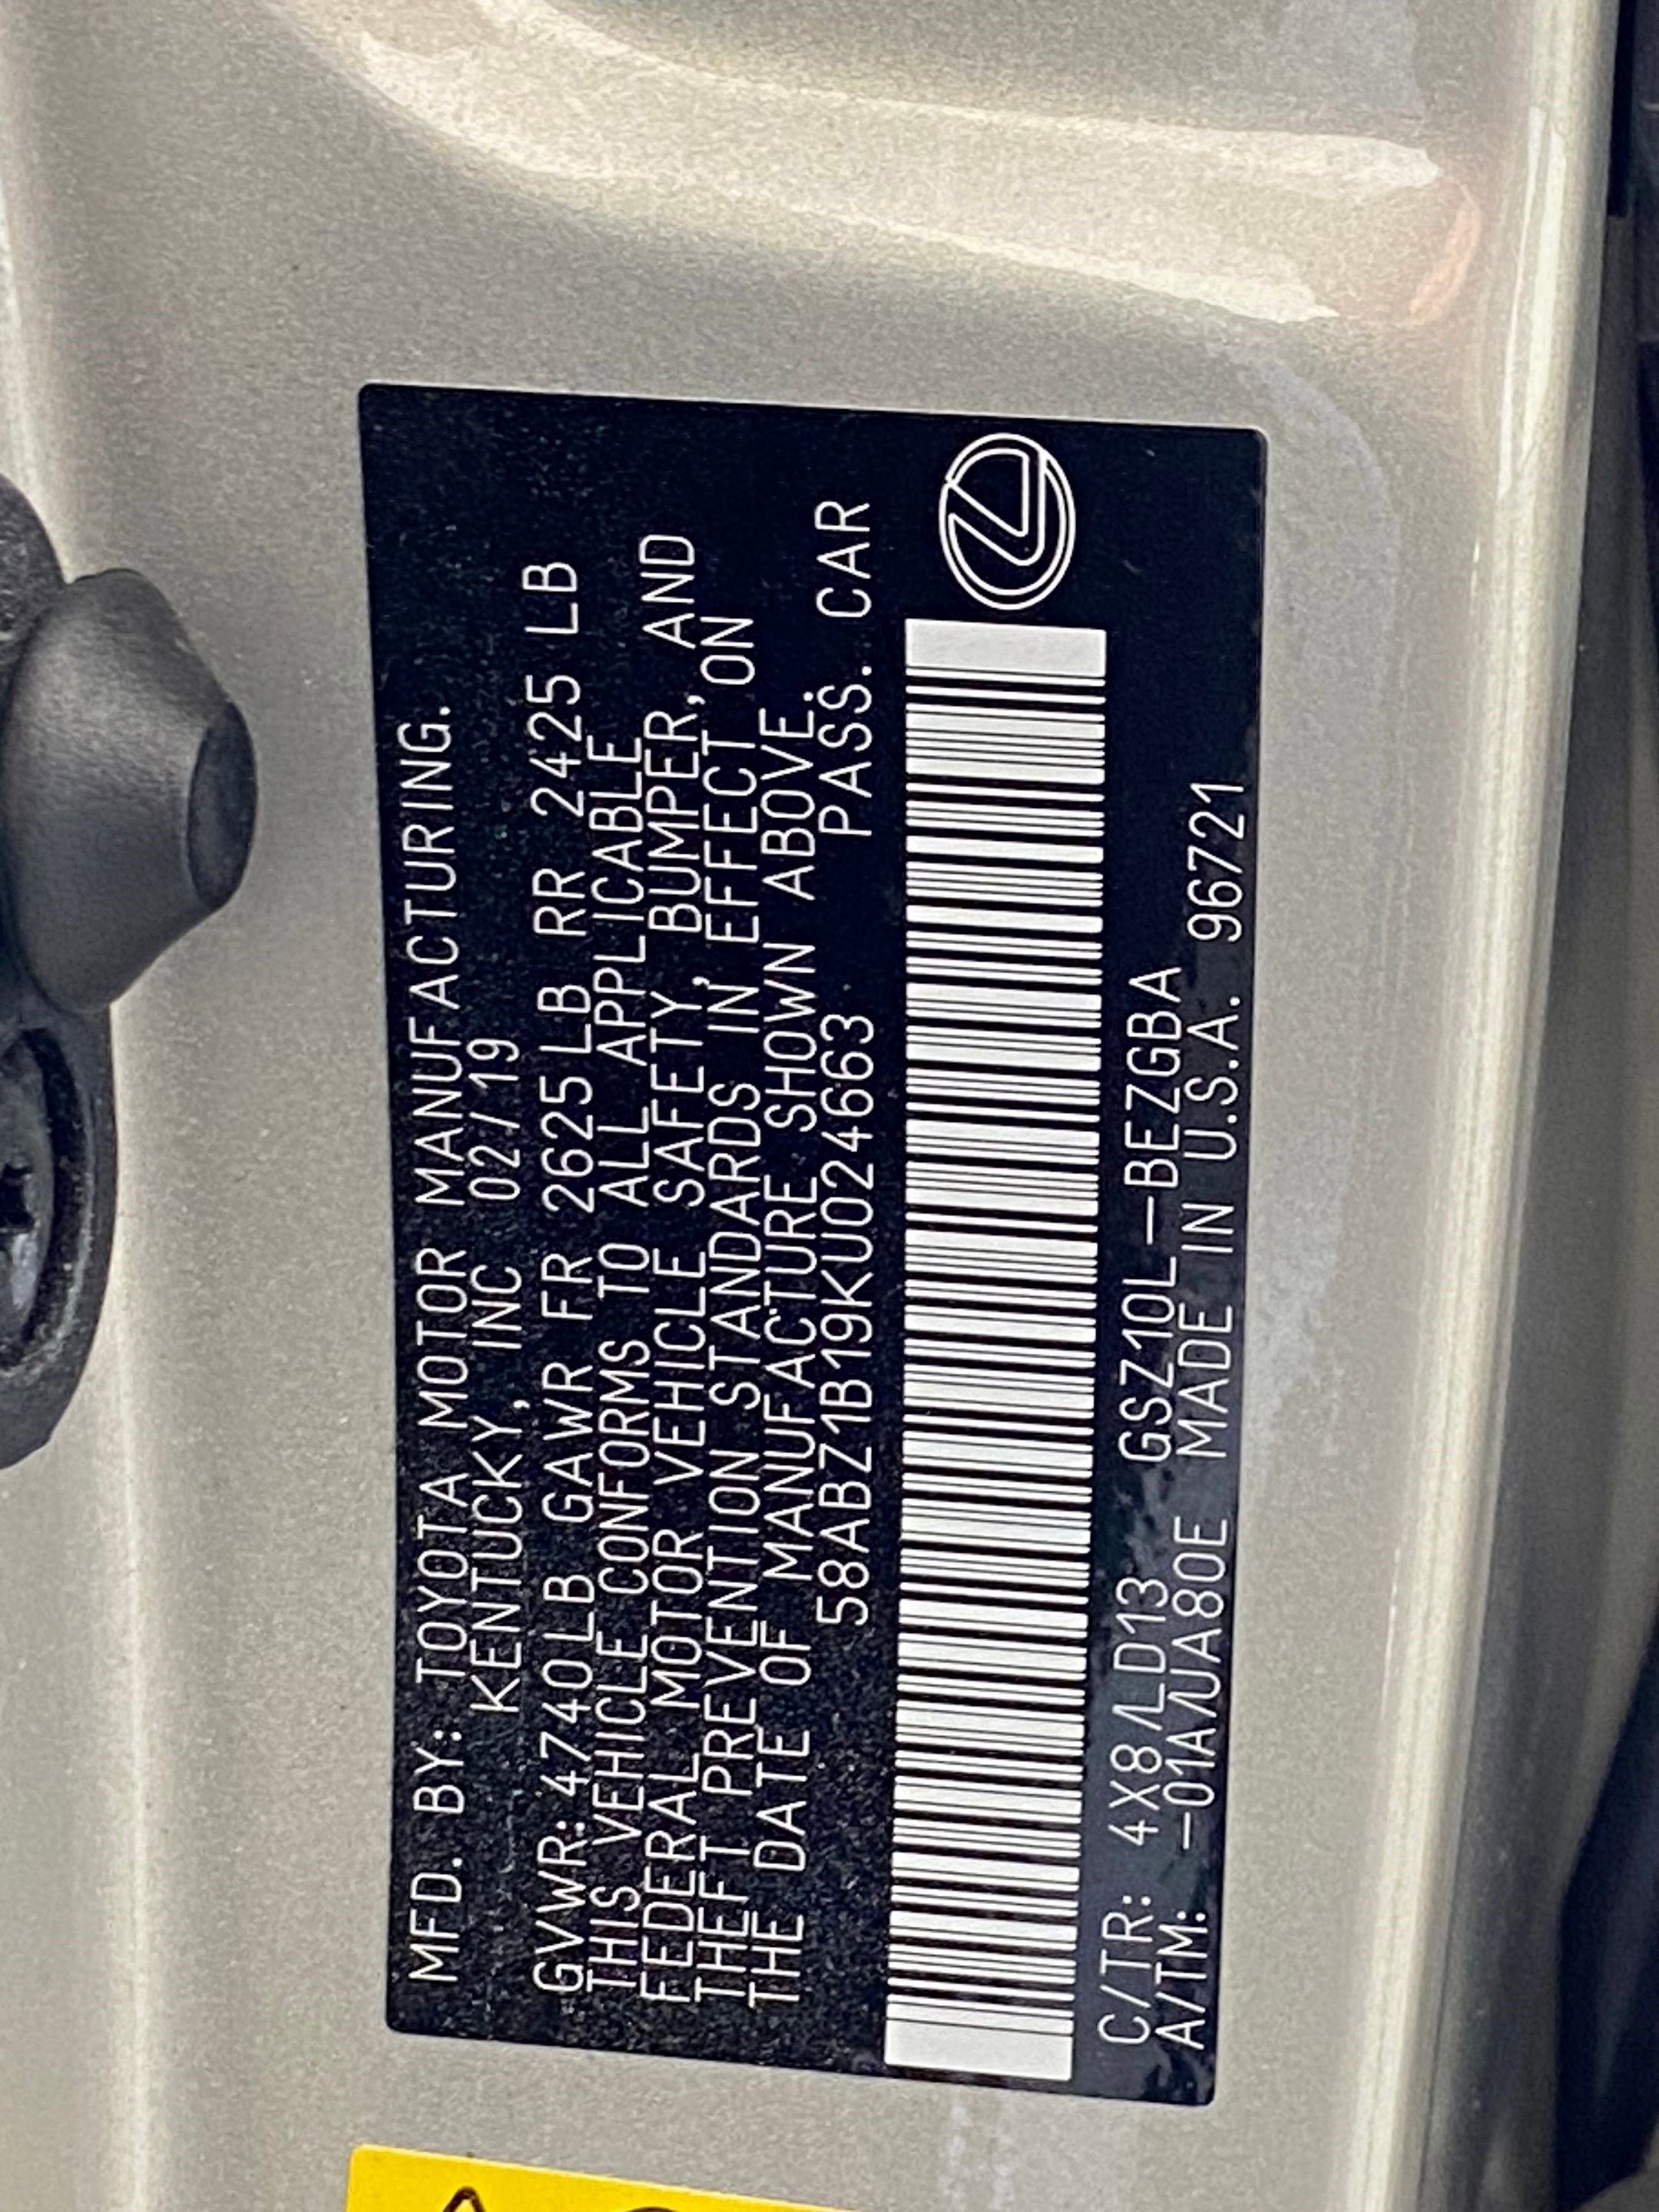 MFD. BY: TOYOTA MOTOR MANUFACTURING.
KENTUCKY, INC 02/19
GVWR: 4740LB GAWR FR 2625LB RR 2425 LB
THIS VEHICLE CONFORMS TO ALL APPLICABLE
FEDERAL MOTOR VEHICLE SAFETY, BUMPER, AND
THEFT PREVENTION STANDARDS IN EFFECT ON
THE DATE OF MANUFACTURE SHOWN ABOVE.
58ABZ1B19KU024663 PASS. CAR
C/TR: 4X8/LD13 GSZ10L-BEZGBA
A/TM: -01A/UA80E MADE IN U.S.A. 96721